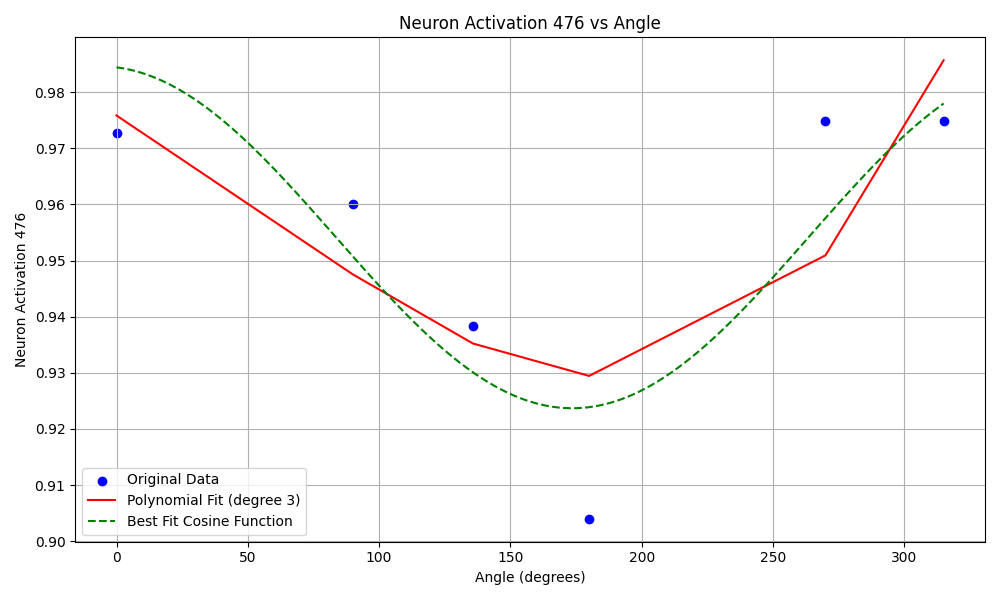 Neuron Activation 476 vs Angle
Neuron Activation 476
0.98
0.97
0.96
0.95
0.94
0.93
0.92
0.91
0.90
Original Data
Polynomial Fit (degree 3)
Best Fit Cosine Function
0
50
100
150
200
250
300
Angle (degrees)